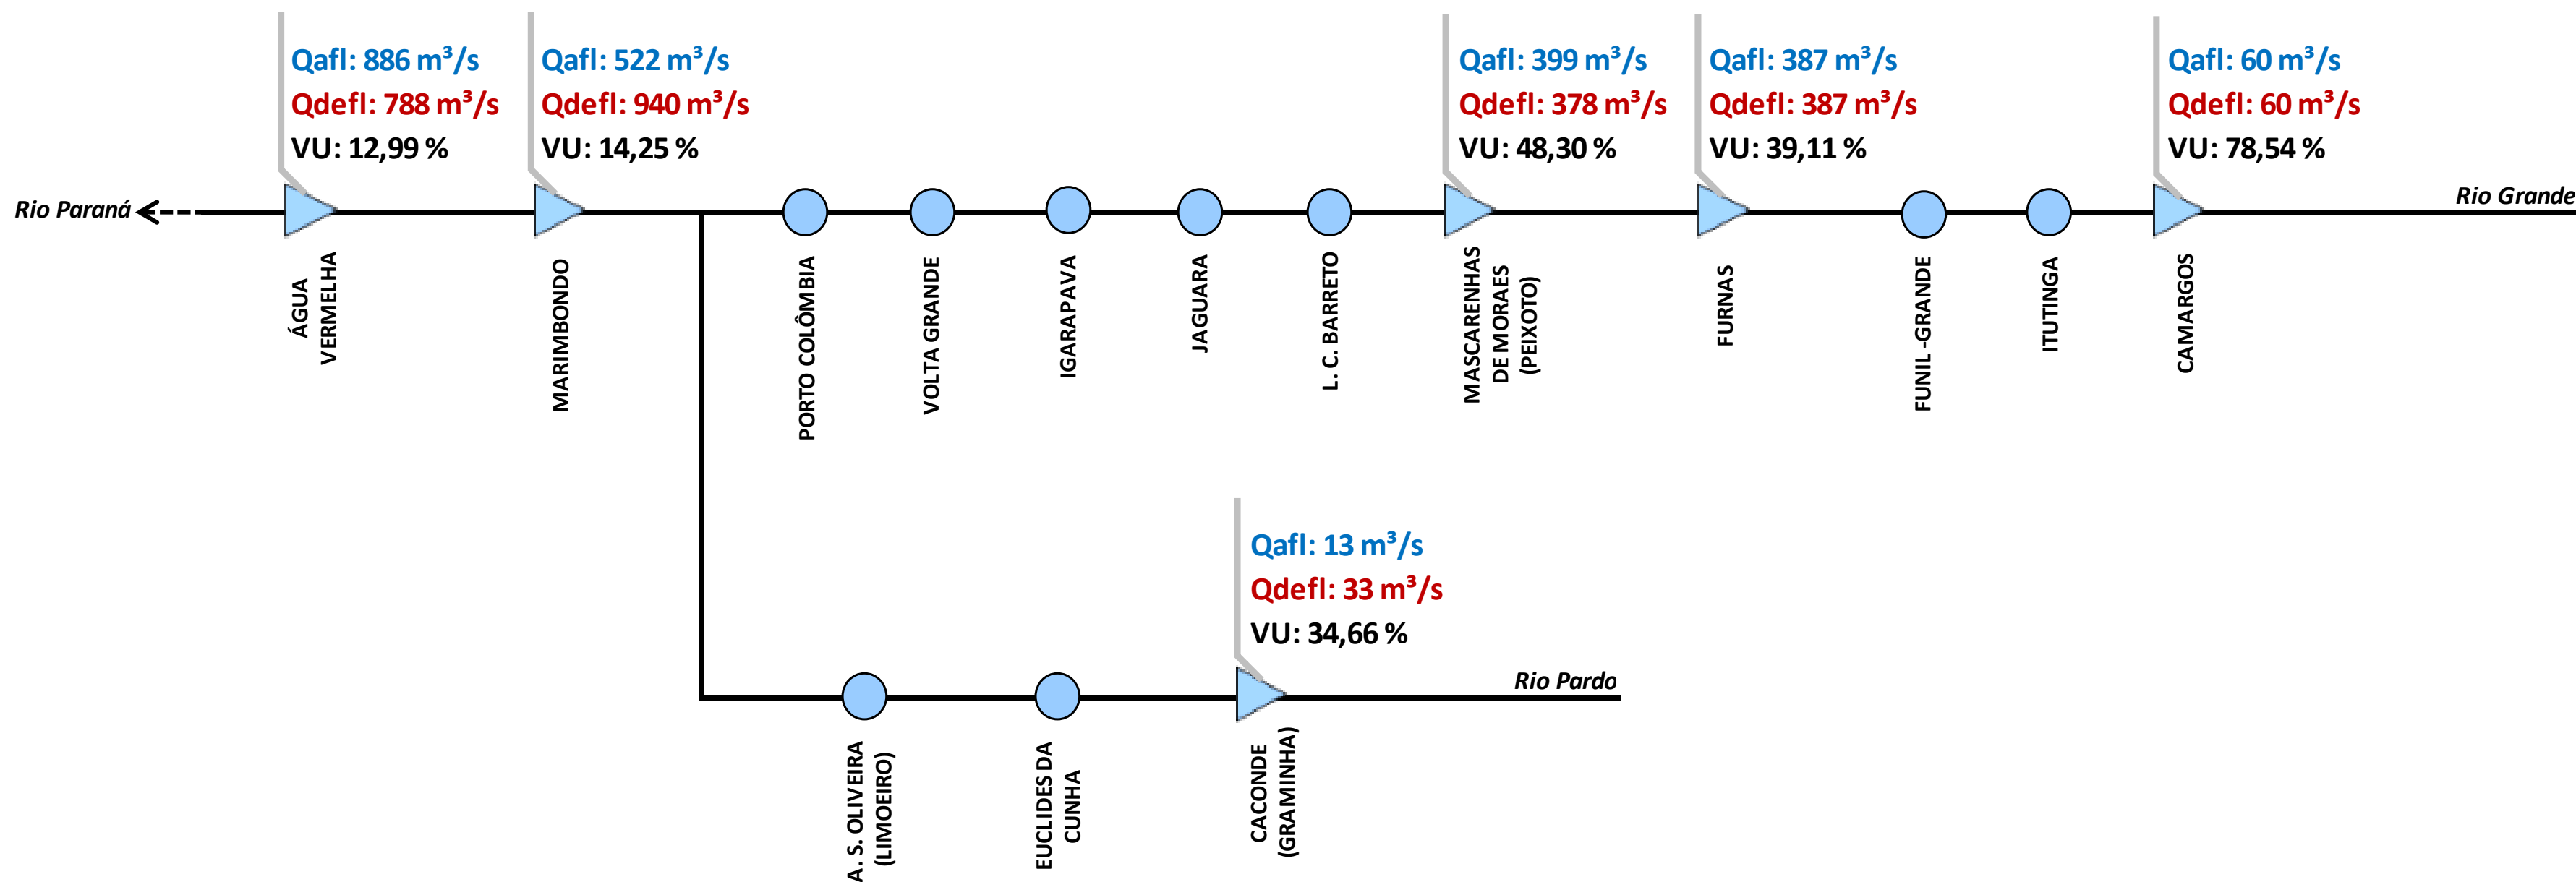 Qafl: 886 m³/s
Qdefl: 788 m³/s
VU: 12,99 %
Qafl: 522 m³/s
Qdefl: 940 m³/s
VU: 14,25 %
Qafl: 399 m³/s
Qdefl: 378 m³/s
VU: 48,30 %
Qafl: 387 m³/s
Qdefl: 387 m³/s
VU: 39,11 %
Qafl: 60 m³/s
Qdefl: 60 m³/s
VU: 78,54 %
Rio Paraná
Rio Grande
ÁGUA
VERMELHA
MARIMBONDO
PORTO COLÔMBIA
VOLTA GRANDE
IGARAPAVA
JAGUARA
L. C. BARRETO
MASCARENHAS
DE MORAES
(PEIXOTO)
FURNAS
FUNIL -GRANDE
ITUTINGA
CAMARGOS
Qafl: 13 m³/s
Qdefl: 33 m³/s
VU: 34,66 %
Rio Pardo
A. S. OLIVEIRA
(LIMOEIRO)
EUCLIDES DA
CUNHA
CACONDE
(GRAMINHA)